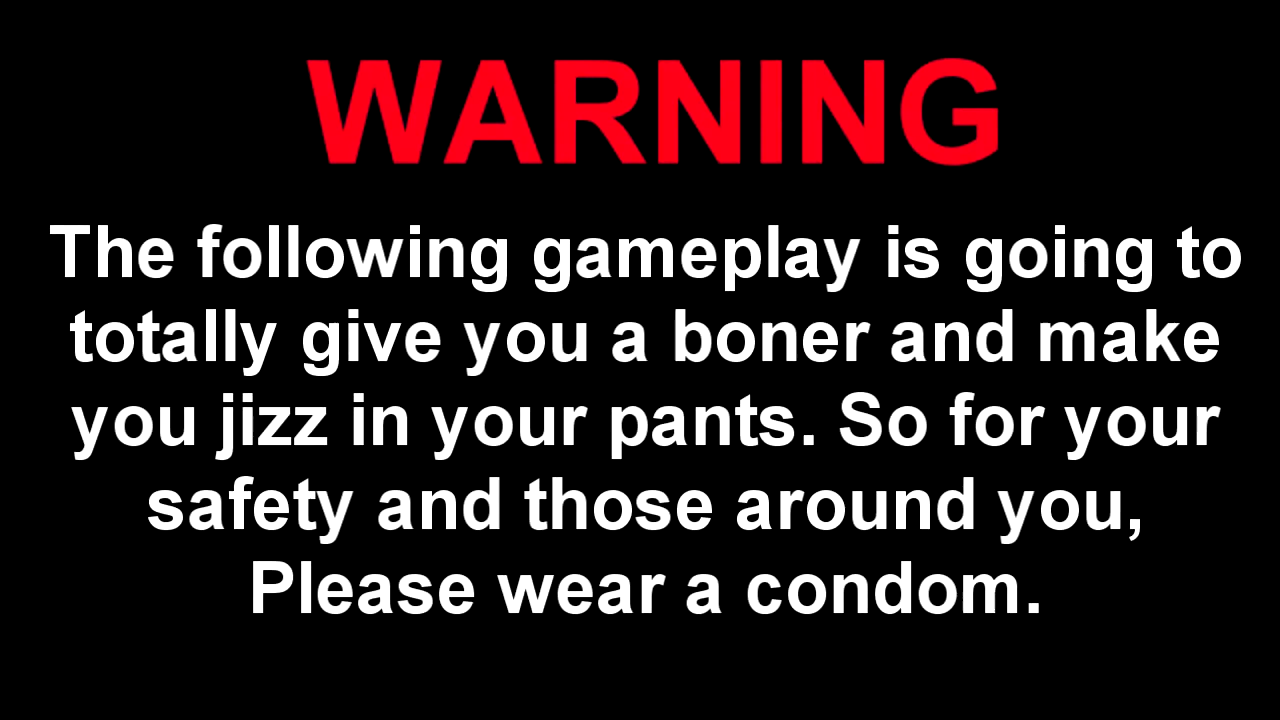 WARNING
The following gameplay is going to
totally give you a boner and make
you jizz in your pants. So for your
safety and those around you,
Please wear a condom.